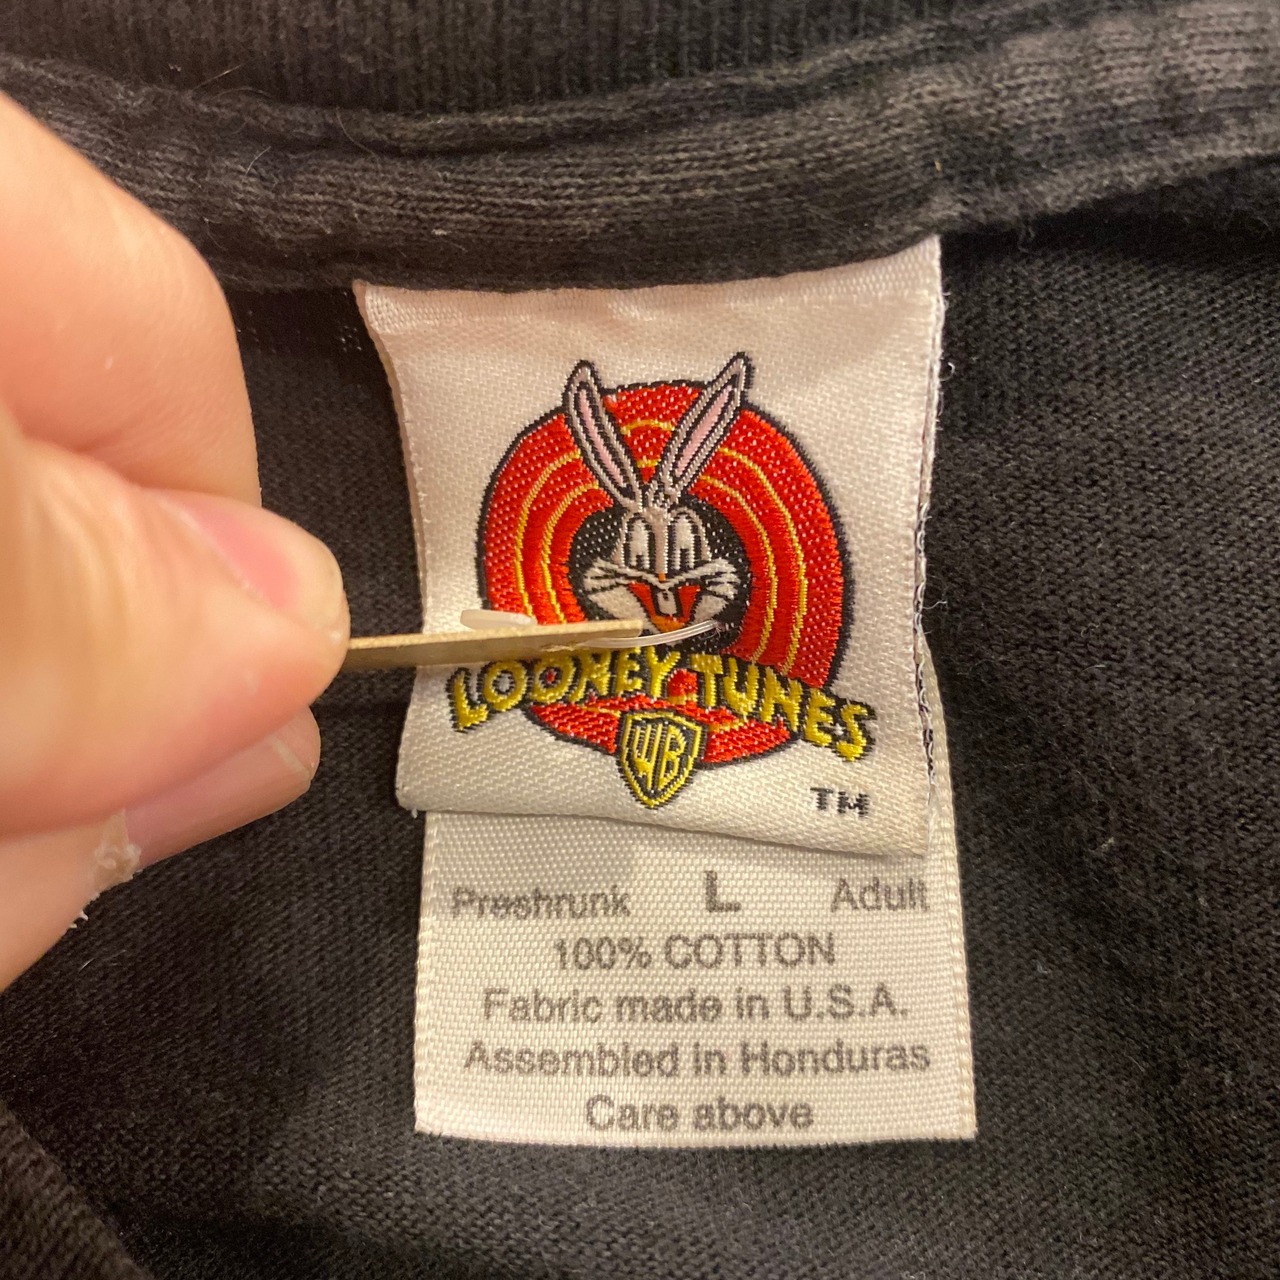 LOONEY TUNES
WB
TM
Preshrunk L Adult
100% COTTON
Fabric made in U.S.A.
Assembled in Honduras
Care above